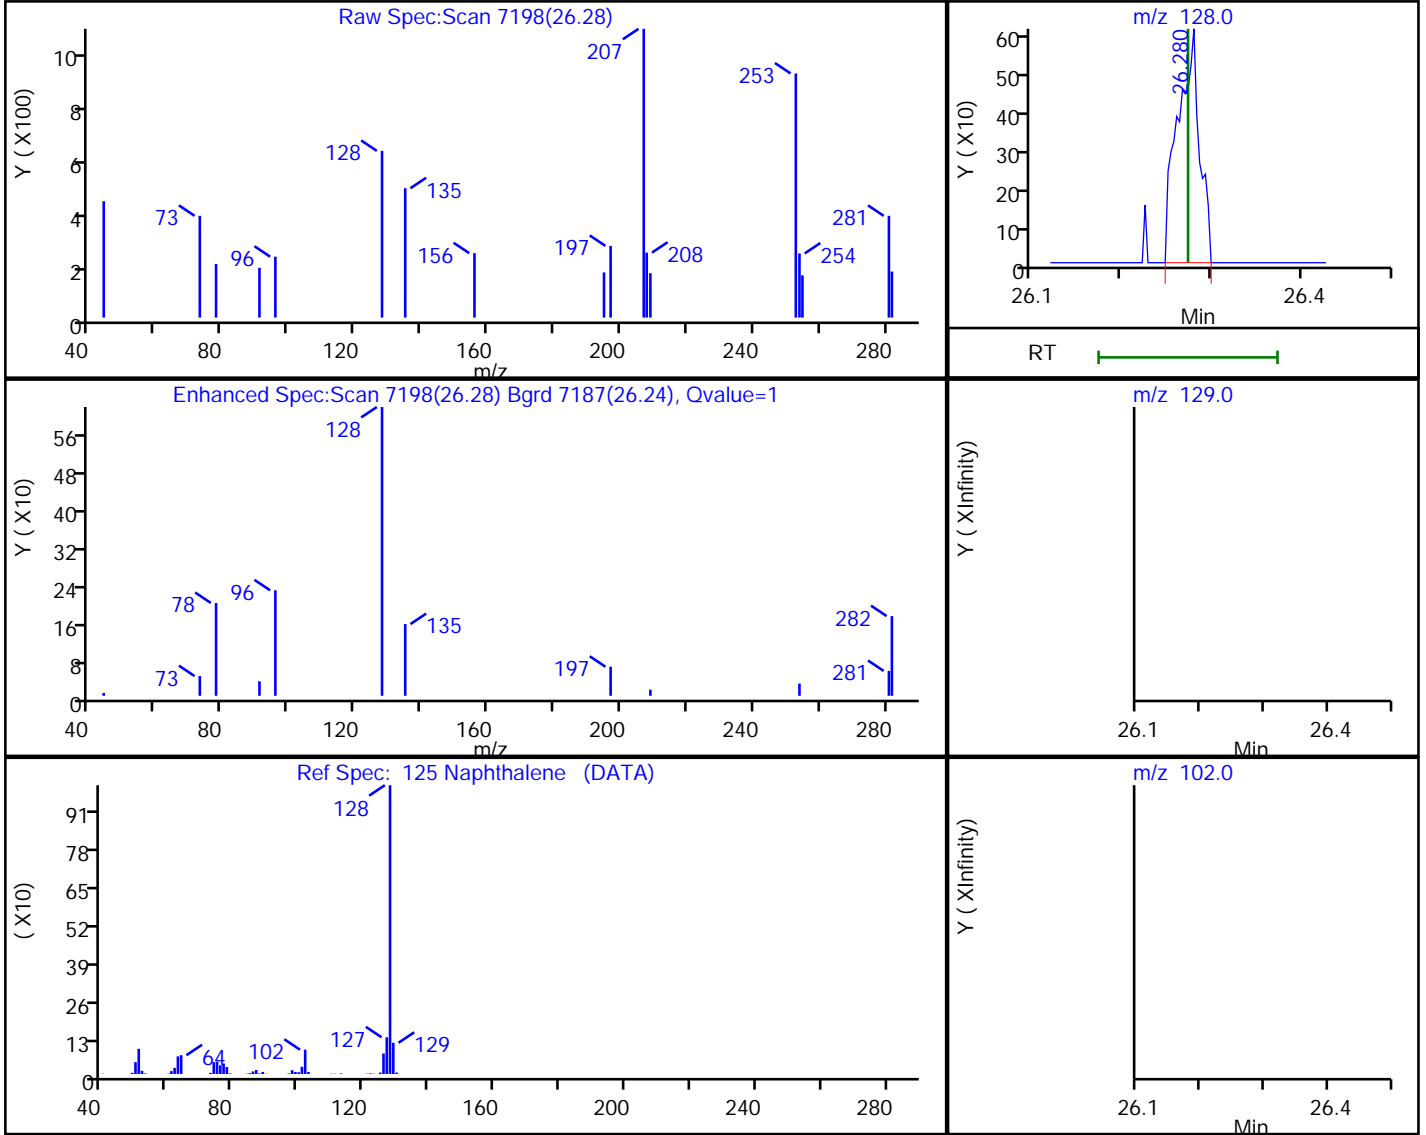 Raw Spec:Scan 7198(26.28)
Y ( X100)
10
8
6
4
2
0
207
253
128
135
73
281
197
208
254
156
96
40 80 120 160 200 240 280
m/z
m/z 128.0
Y ( X10)
60
50
40
30
20
10
0
26.280
26.1 26.4
Min
RT
Enhanced Spec:Scan 7198(26.28) Bgrd 7187(26.24), Qvalue=1
Y ( X10)
56
48
40
32
24
16
8
0
128
96
78
135
282
73
197
281
40 80 120 160 200 240 280
m/z
m/z 129.0
Y ( XInfinity)
26.1 26.4
Min
Ref Spec: 125 Naphthalene (DATA)
( X10)
91
78
65
52
39
26
13
0
128
64
102
127
129
40 80 120 160 200 240 280
m/z 102.0
Y ( XInfinity)
26.1 26.4
Min